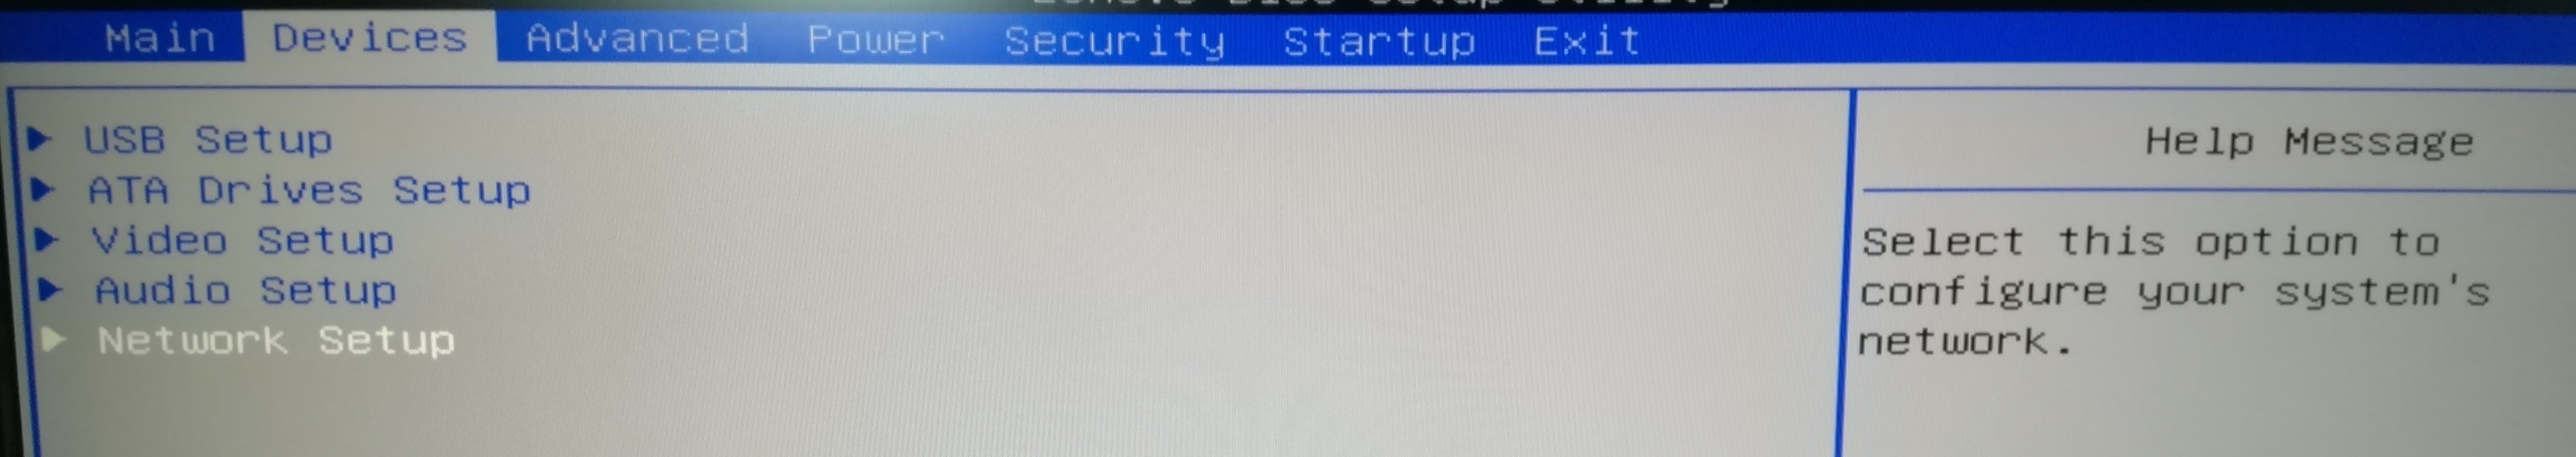 Main Devices Advanced Power Security Startup Exit
USB Setup
ATA Drives Setup
Video Setup
Audio Setup
Network Setup
Help Message
Select this option to
configure your system's
network.